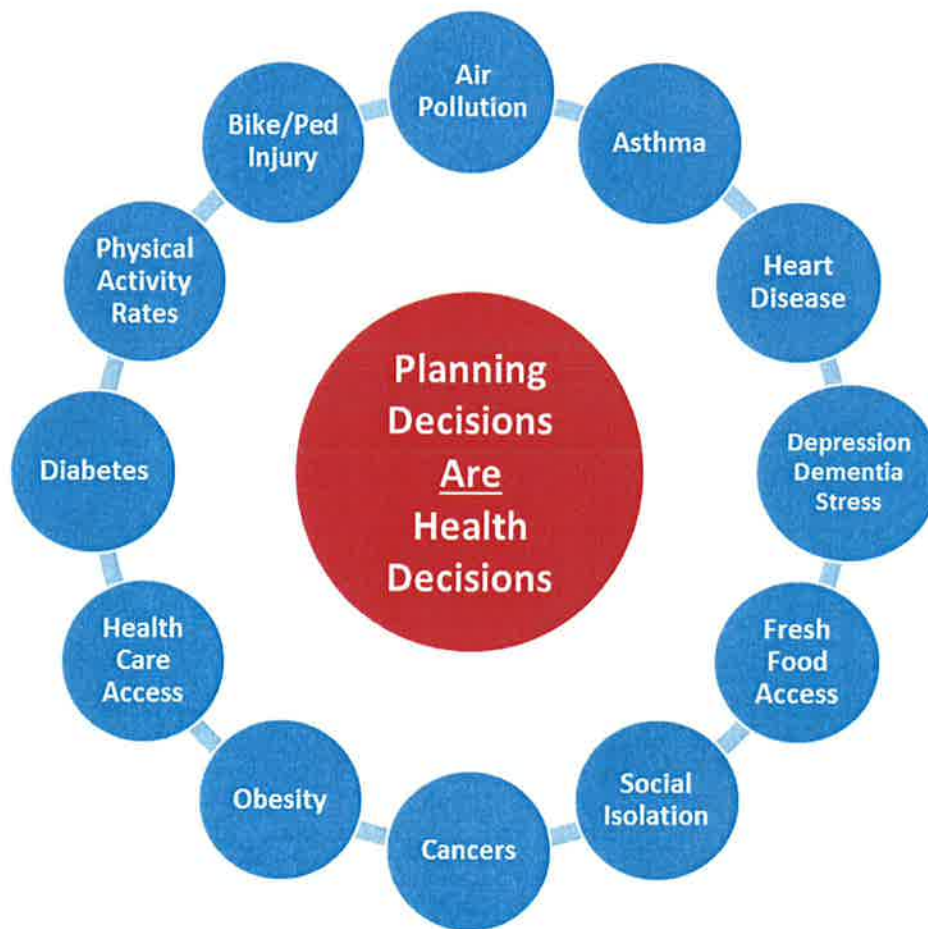 Air
Pollution
Asthma
Heart
Disease
Depression
Dementia
Stress
Fresh
Food
Access
Social
Isolation
Cancers
Obesity
Health
Care
Access
Diabetes
Physical
Activity
Rates
Bike/Ped
Injury
Planning
Decisions
Are
Health
Decisions